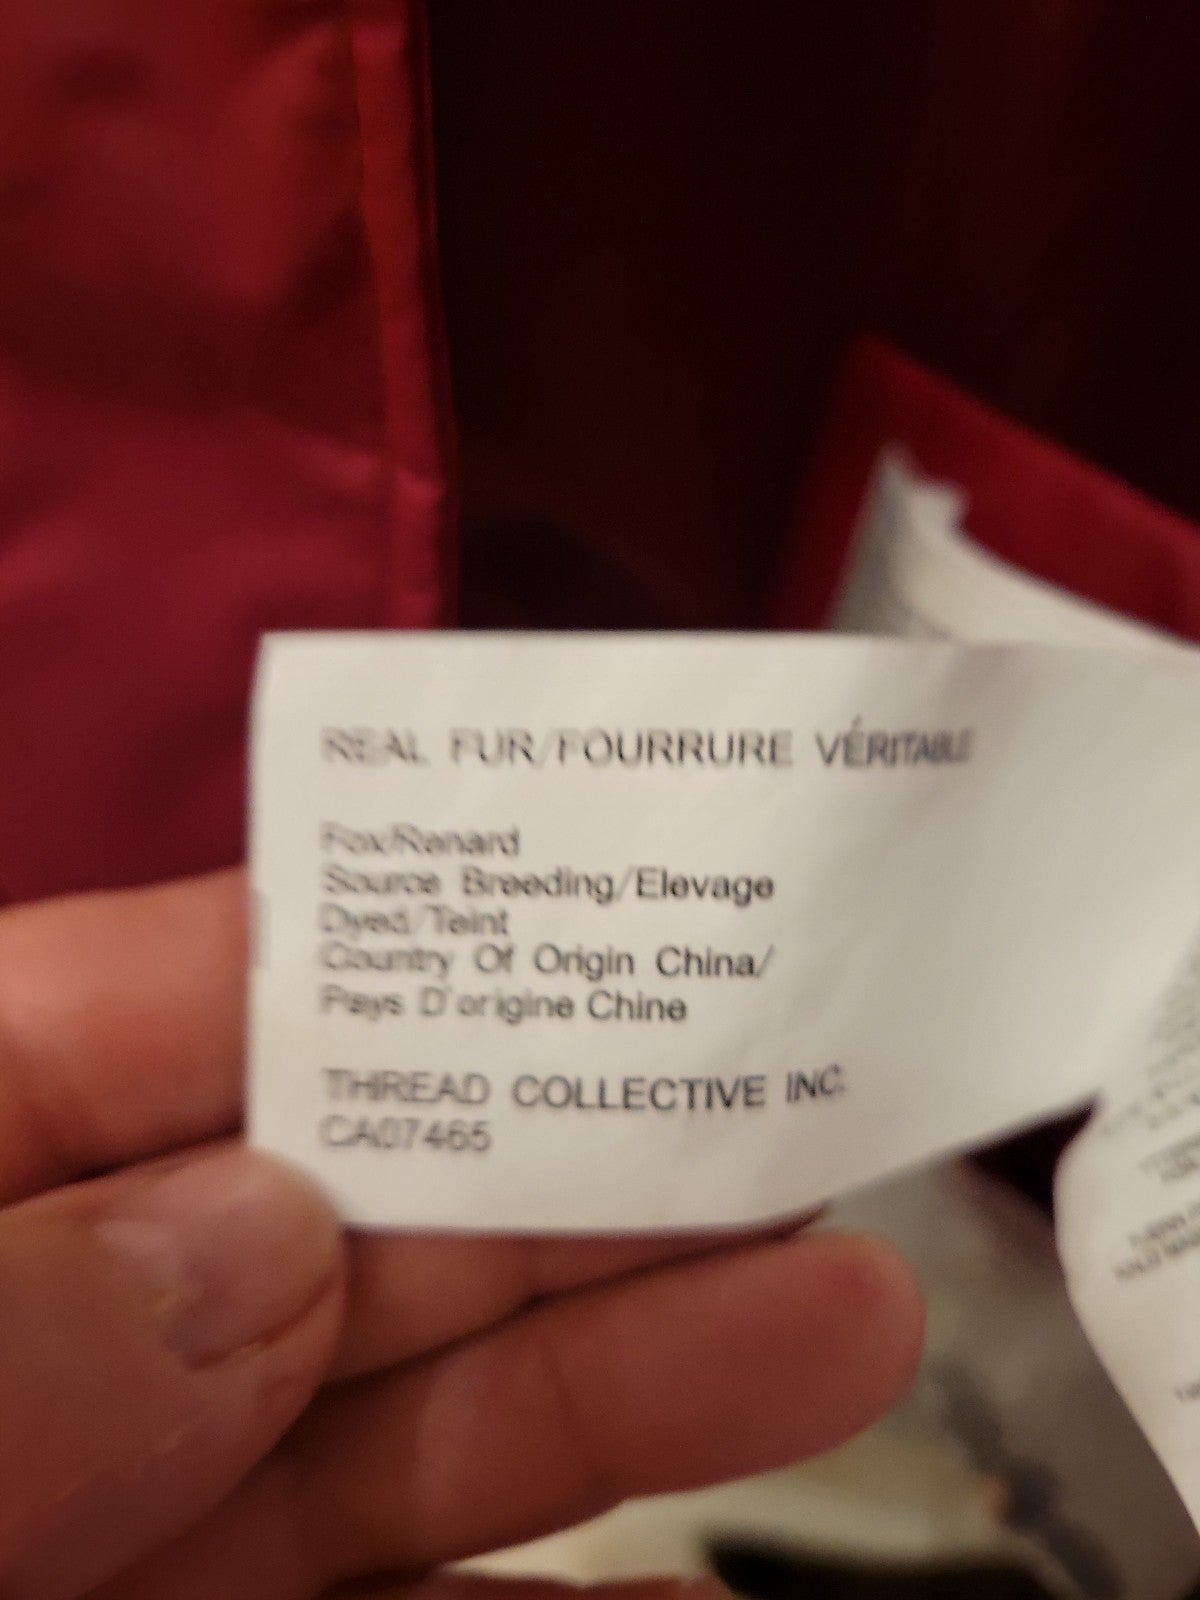 REAL FUR/FOURRURE VÉRITABLE
Fox/Renard
Source Breeding/Elevage
Dyed/Teint
Country Of Origin China/
Pays D'origine Chine
THREAD COLLECTIVE INC.
CA07465